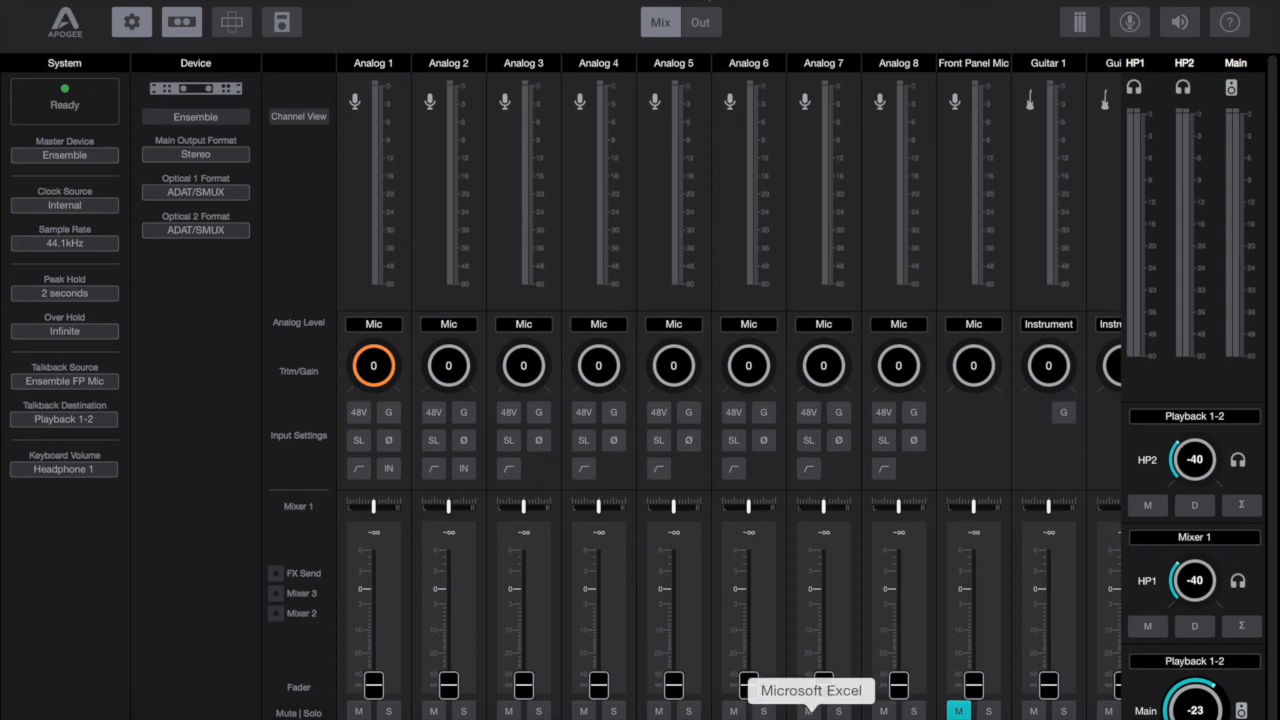 APOGEE
Mix
Out
?
System
Device
Analog 1
Analog 2
Analog 3
Analog 4
Analog 5
Analog 6
Analog 7
Analog 8
Front Panel Mic
Guitar 1
Gui
HP1
HP2
Main
Ready
Master Device
Ensemble
Clock Source
Internal
Sample Rate
44.1kHz
Peak Hold
2 seconds
Over Hold
Infinite
Talkback Source
Ensemble FP Mic
Talkback Destination
Playback 1-2
Keyboard Volume
Headphone 1
Ensemble
Main Output Format
Stereo
Optical 1 Format
ADAT/SMUX
Optical 2 Format
ADAT/SMUX
Channel View
Analog Level
Mic
Mic
Mic
Mic
Mic
Mic
Mic
Mic
Mic
Instrument
Instru
Trim/Gain
0
0
0
0
0
0
0
0
0
0
Input Settings
48V G
48V G
48V G
48V G
48V G
48V G
48V G
48V G
G
SL Ø
SL Ø
SL Ø
SL Ø
SL Ø
SL Ø
SL Ø
SL Ø
IN
IN
Mixer 1
-∞
-∞
-∞
-∞
-∞
-∞
-∞
-∞
-∞
-∞
FX Send
Mixer 3
Mixer 2
Fader
Mute | Solo
M S
M S
M S
M S
M S
M S
M S
M S
M S
M S
Microsoft Excel
Playback 1-2
HP2
-40
M D Σ
Mixer 1
HP1
-40
M D Σ
Playback 1-2
Main
-23